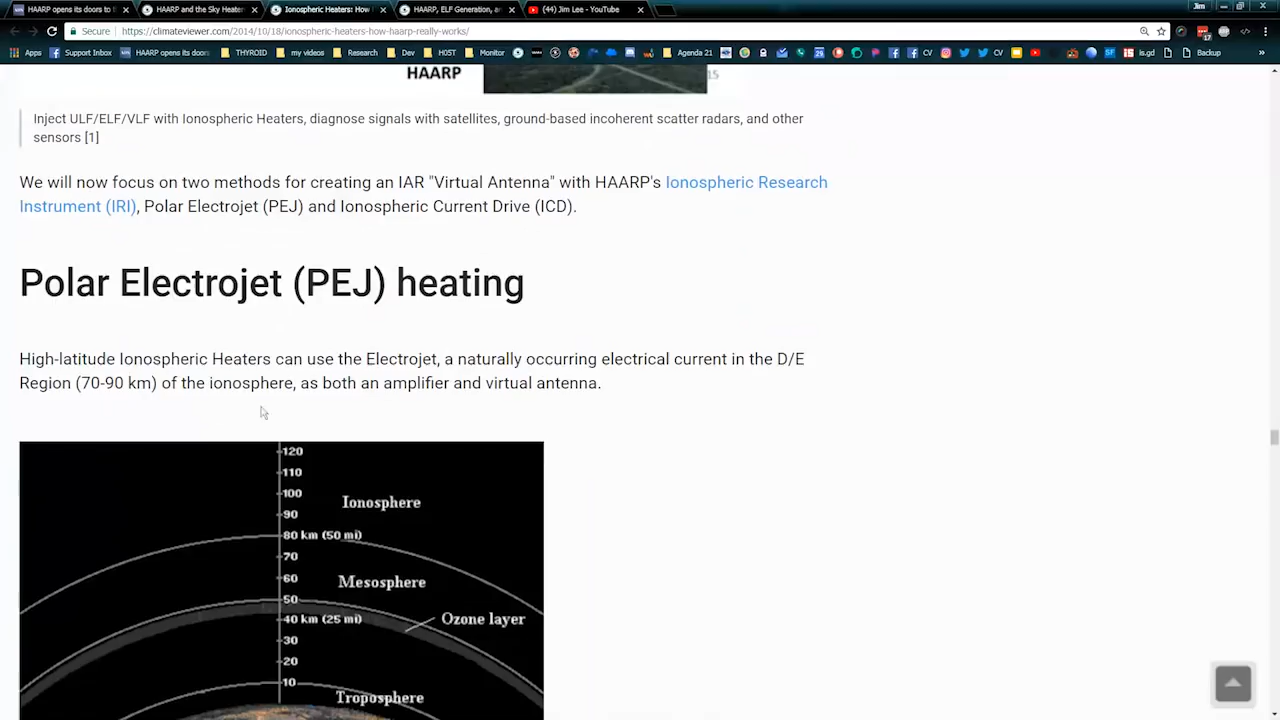 HAARP opens its doors to t
HAARP and the Sky Heate
Ionospheric Heaters: How
HAARP, ELF Generation, an
(44) Jim Lee - YouTube
Jim
Secure
https://climateviewer.com/2014/10/18/ionospheric-heaters-how-haarp-really-works/
Apps
Support Inbox
HAARP opens its doors
THYROID
my videos
Research
Dev
HOST
Monitor
Agenda 21
CV
CV
is.gd
Backup
HAARP
15
Inject ULF/ELF/VLF with Ionospheric Heaters, diagnose signals with satellites, ground-based incoherent scatter radars, and other
sensors [1]
We will now focus on two methods for creating an IAR "Virtual Antenna" with HAARP's Ionospheric Research
Instrument (IRI), Polar Electrojet (PEJ) and Ionospheric Current Drive (ICD).
Polar Electrojet (PEJ) heating
High-latitude Ionospheric Heaters can use the Electrojet, a naturally occurring electrical current in the D/E
Region (70-90 km) of the ionosphere, as both an amplifier and virtual antenna.
120
110
100
Ionosphere
90
80 km (50 mi)
70
60
Mesosphere
50
40 km (25 mi)
Ozone layer
30
20
10
Troposphere